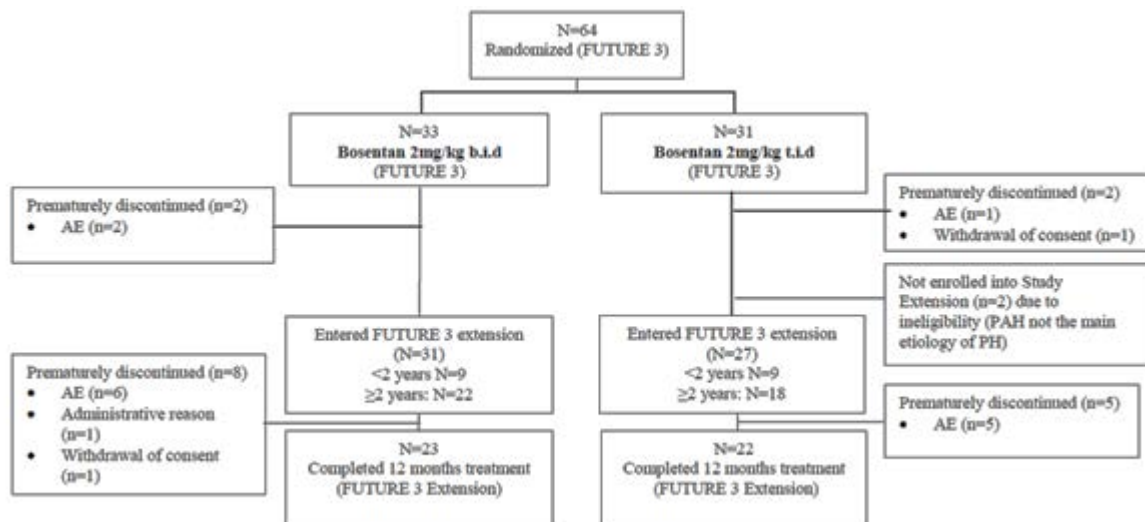 N=64
Randomized (FUTURE 3)
N=33
Bosentan 2mg/kg b.i.d
(FUTURE 3)
N=31
Bosentan 2mg/kg t.i.d
(FUTURE 3)
Prematurely discontinued (n=2)
• AE (n=2)
Prematurely discontinued (n=2)
• AE (n=1)
• Withdrawal of consent (n=1)
Not enrolled into Study
Extension (n=2) due to
ineligibility (PAH not the main
etiology of PH)
Entered FUTURE 3 extension
(N=31)
<2 years N=9
≥2 years: N=22
Entered FUTURE 3 extension
(N=27)
<2 years N=9
≥2 years: N=18
Prematurely discontinued (n=8)
• AE (n=6)
• Administrative reason
(n=1)
• Withdrawal of consent
(n=1)
Prematurely discontinued (n=5)
• AE (n=5)
N=23
Completed 12 months treatment
(FUTURE 3 Extension)
N=22
Completed 12 months treatment
(FUTURE 3 Extension)